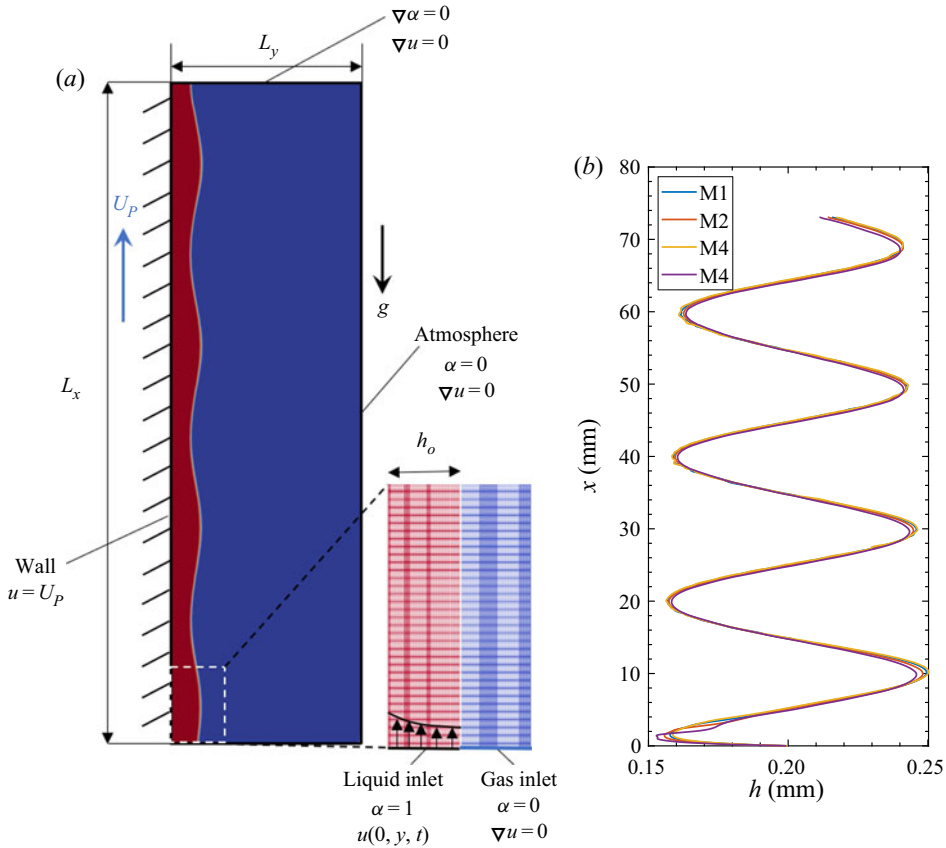 (a)
L_y
∇α = 0
∇u = 0
U_P
g
L_x
Atmosphere
α = 0
∇u = 0
Wall
u = U_P
h_o
Liquid inlet
α = 1
u(0, y, t)
Gas inlet
α = 0
∇u = 0
(b)
80
70
60
50
40
30
20
10
0
x (mm)
M1
M2
M4
M4
0.15
0.20
0.25
h (mm)